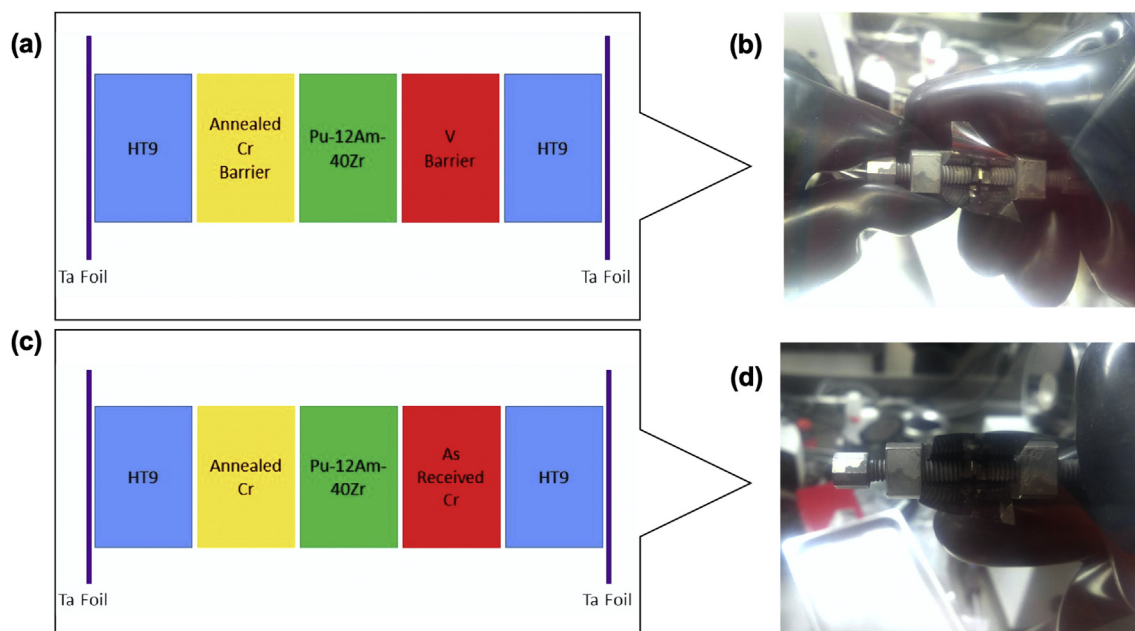 (a)
HT9
Annealed
Cr
Barrier
Pu-12Am-
40Zr
V
Barrier
HT9
Ta Foil
Ta Foil
(b)
(c)
HT9
Annealed
Cr
Pu-12Am-
40Zr
As
Received
Cr
HT9
Ta Foil
Ta Foil
(d)